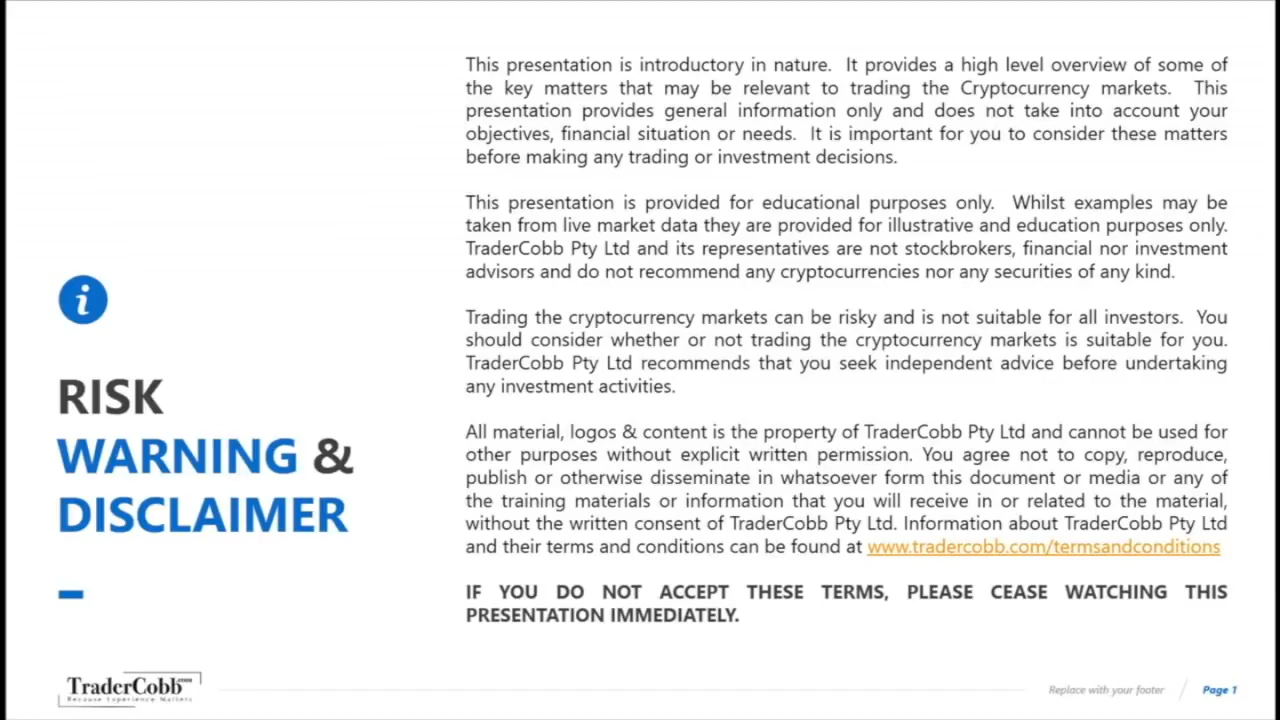 This presentation is introductory in nature. It provides a high level overview of some of
the key matters that may be relevant to trading the Cryptocurrency markets. This
presentation provides general information only and does not take into account your
objectives, financial situation or needs. It is important for you to consider these matters
before making any trading or investment decisions.
This presentation is provided for educational purposes only. Whilst examples may be
taken from live market data they are provided for illustrative and education purposes only.
TraderCobb Pty Ltd and its representatives are not stockbrokers, financial nor investment
advisors and do not recommend any cryptocurrencies nor any securities of any kind.
Trading the cryptocurrency markets can be risky and is not suitable for all investors. You
should consider whether or not trading the cryptocurrency markets is suitable for you.
TraderCobb Pty Ltd recommends that you seek independent advice before undertaking
any investment activities.
All material, logos & content is the property of TraderCobb Pty Ltd and cannot be used for
other purposes without explicit written permission. You agree not to copy, reproduce,
publish or otherwise disseminate in whatsoever form this document or media or any of
the training materials or information that you will receive in or related to the material,
without the written consent of TraderCobb Pty Ltd. Information about TraderCobb Pty Ltd
and their terms and conditions can be found at www.tradercobb.com/termsandconditions
IF YOU DO NOT ACCEPT THESE TERMS, PLEASE CEASE WATCHING THIS
PRESENTATION IMMEDIATELY.
i
RISK
WARNING &
DISCLAIMER
TraderCobb.com
Because Experience Matters
Replace with your footer
Page 1